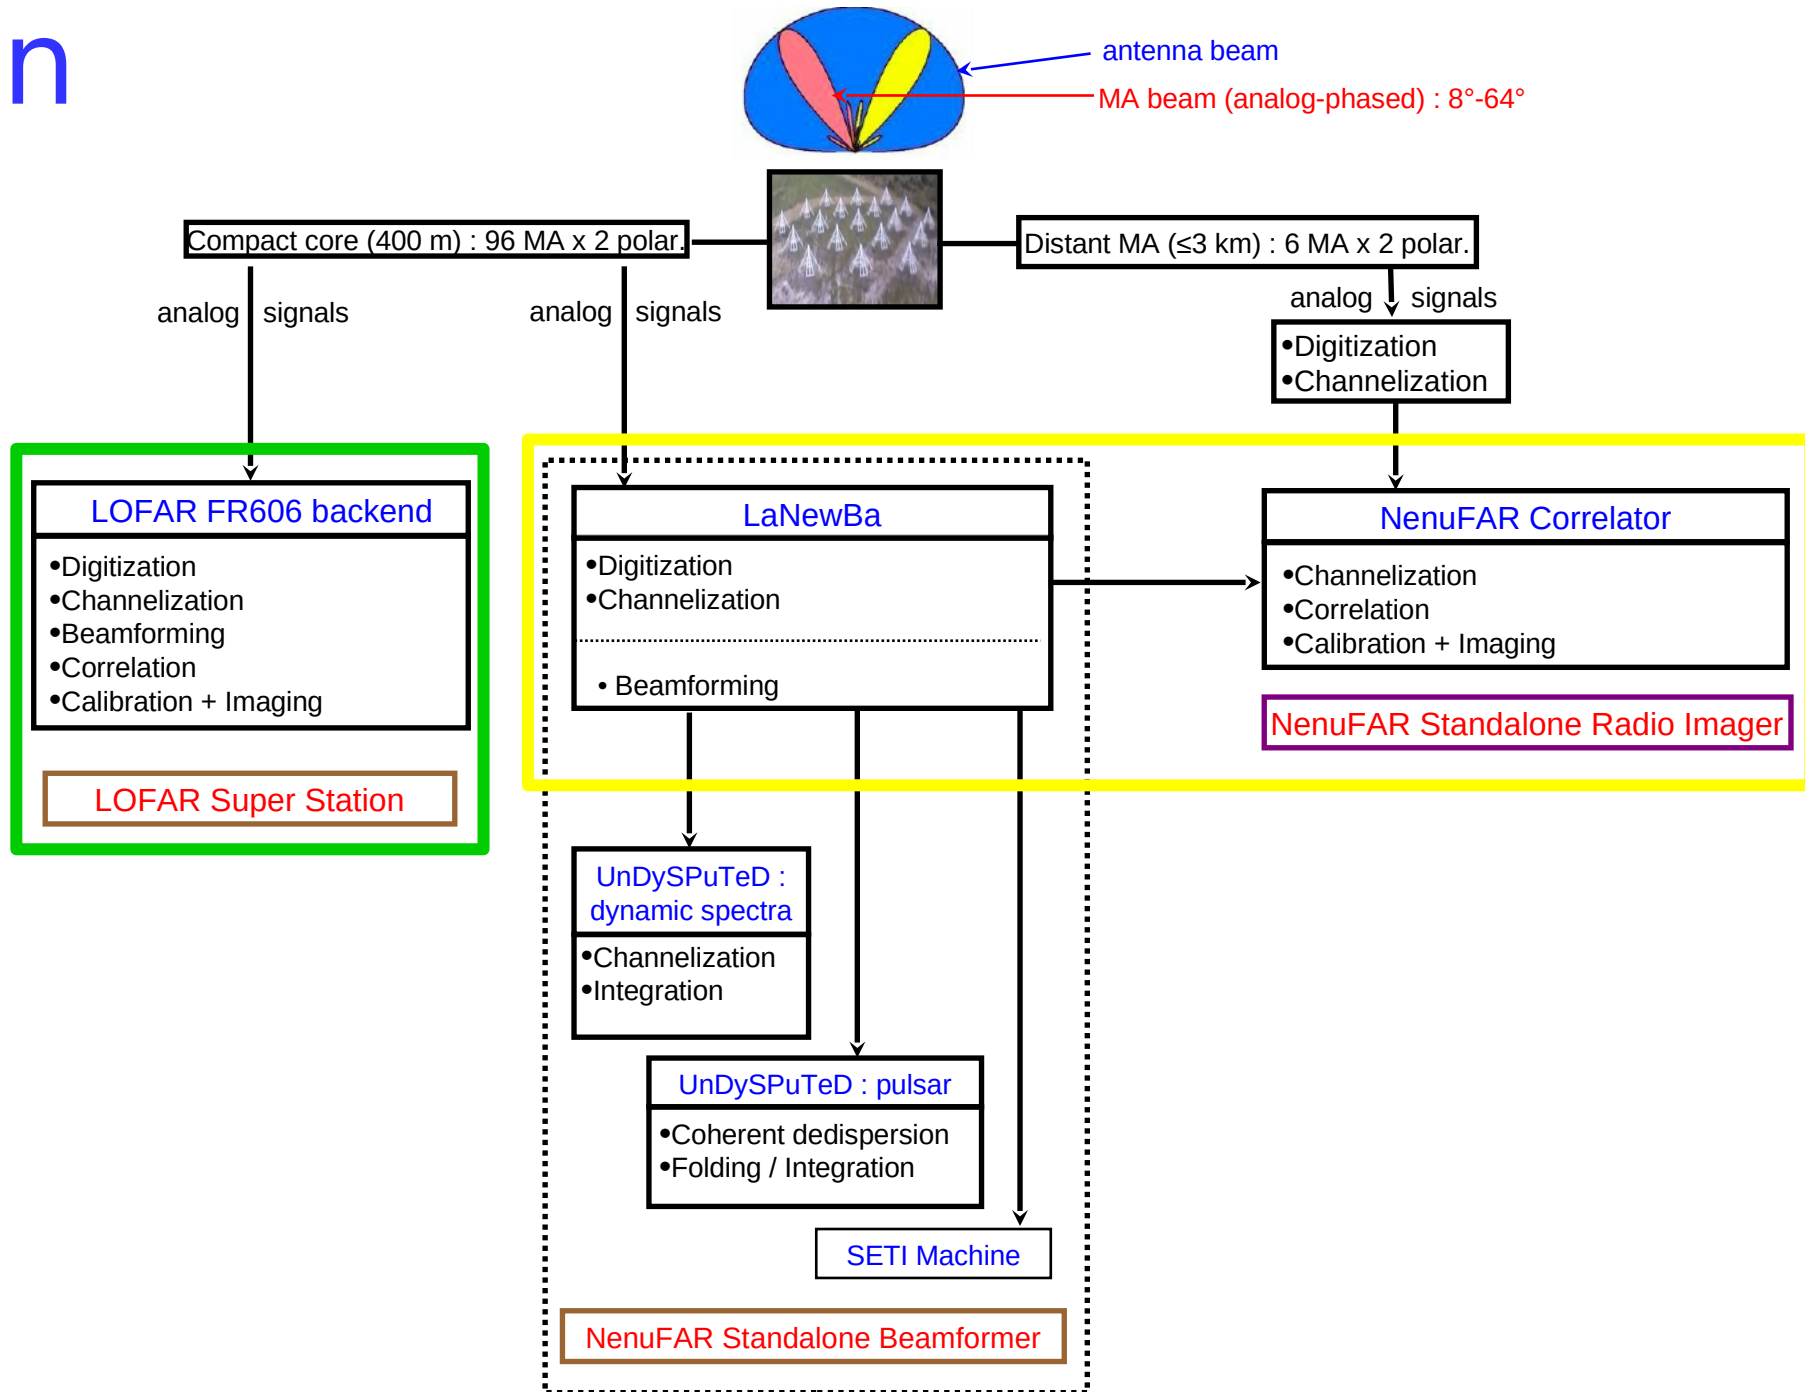 n
antenna beam
MA beam (analog-phased) : 8°-64°
Compact core (400 m) : 96 MA x 2 polar.
Distant MA (≤3 km) : 6 MA x 2 polar.
analog signals
analog signals
analog signals
•Digitization
•Channelization
LOFAR FR606 backend
•Digitization
•Channelization
•Beamforming
•Correlation
•Calibration + Imaging
LOFAR Super Station
LaNewBa
•Digitization
•Channelization
• Beamforming
NenuFAR Correlator
•Channelization
•Correlation
•Calibration + Imaging
NenuFAR Standalone Radio Imager
UnDySPuTeD :
dynamic spectra
•Channelization
•Integration
UnDySPuTeD : pulsar
•Coherent dedispersion
•Folding / Integration
SETI Machine
NenuFAR Standalone Beamformer